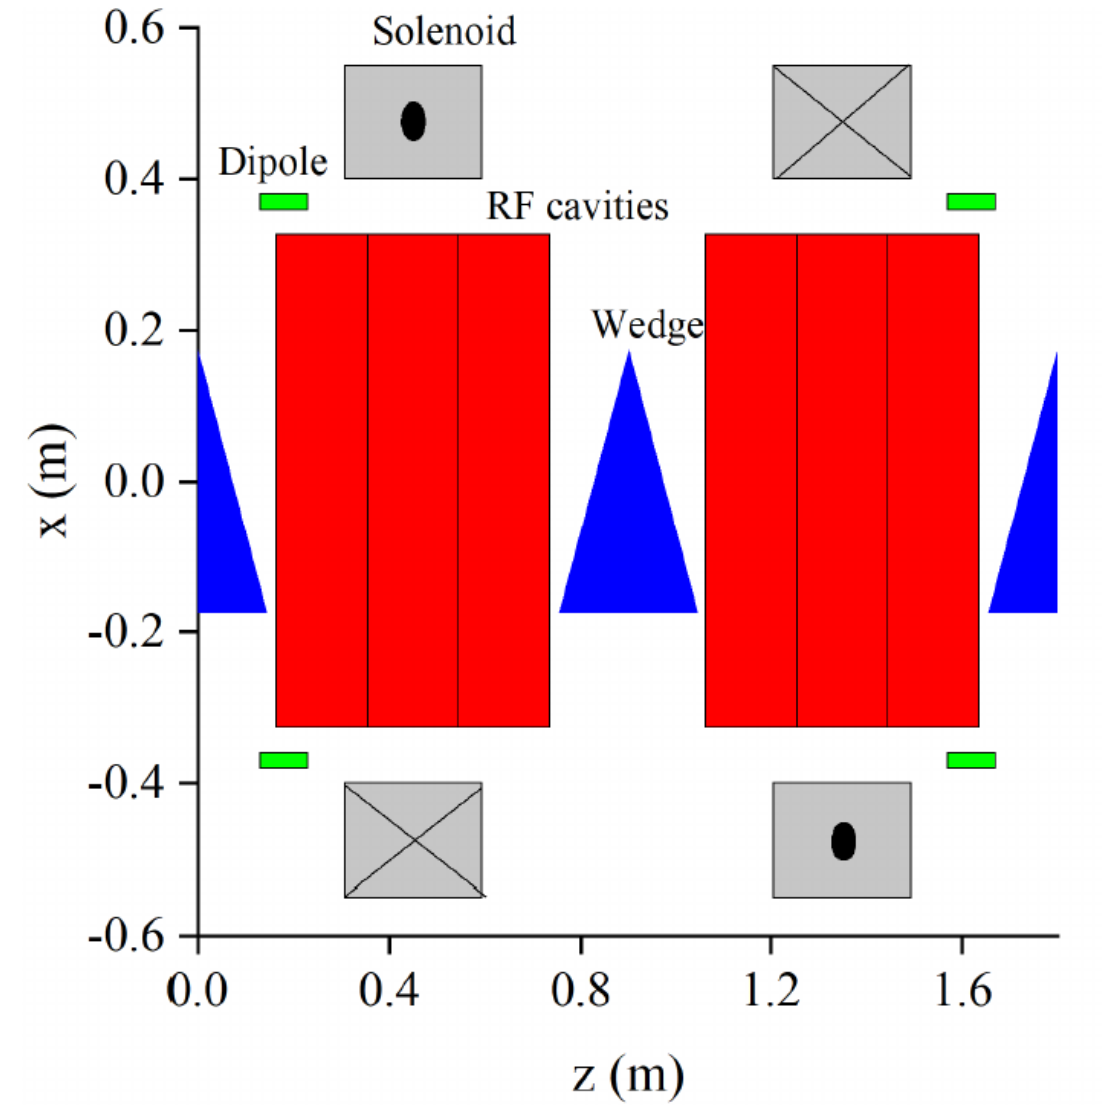 0.6
Solenoid
Dipole
0.4
RF cavities
0.2
Wedge
x (m)
0.0
-0.2
-0.4
-0.6
0.0 0.4 0.8 1.2 1.6
z (m)